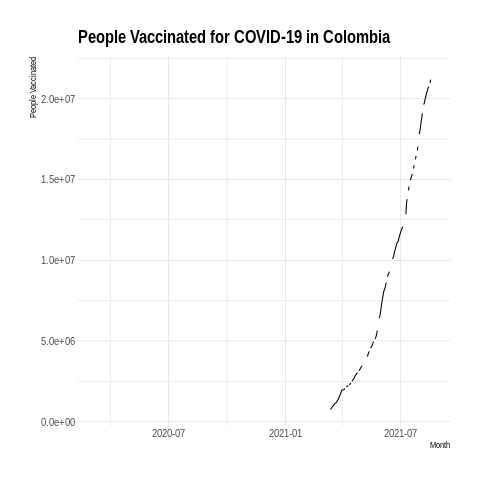 People Vaccinated for COVID-19 in Colombia
People Vaccinated
2.0e+07
1.5e+07
1.0e+07
5.0e+06
0.0e+00
2020-07 2021-01 2021-07
Month